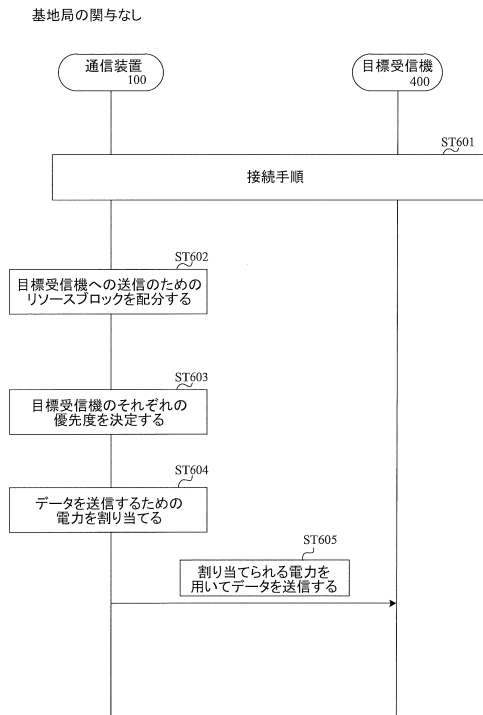 基地局の関与なし
通信装置
100
目標受信機
400
ST601
接続手順
ST602
目標受信機への送信のための
リソースブロックを配分する
ST603
目標受信機のそれぞれの
優先度を決定する
ST604
データを送信するための
電力を割り当てる
ST605
割り当てられる電力を
用いてデータを送信する